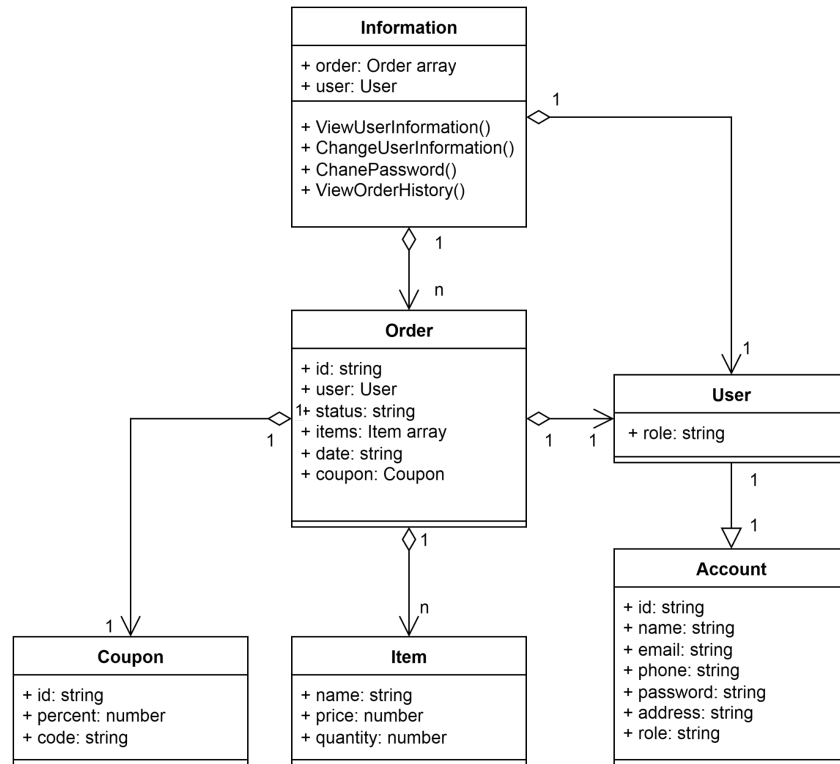 Information
+ order: Order array
+ user: User
+ ViewUserInformation()
+ ChangeUserInformation()
+ ChanePassword()
+ ViewOrderHistory()
1
1
n
1
Order
+ id: string
+ user: User
1+ status: string
+ items: Item array
+ date: string
+ coupon: Coupon
1
1
1
User
+ role: string
1
1
1
n
1
Account
+ id: string
+ name: string
+ email: string
+ phone: string
+ password: string
+ address: string
+ role: string
Coupon
+ id: string
+ percent: number
+ code: string
Item
+ name: string
+ price: number
+ quantity: number